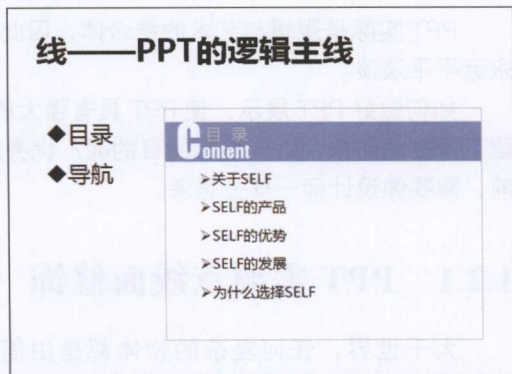 线——PPT的逻辑主线
◆目录
◆导航
目 录
Content
➢关于SELF
➢SELF的产品
➢SELF的优势
➢SELF的发展
➢为什么选择SELF